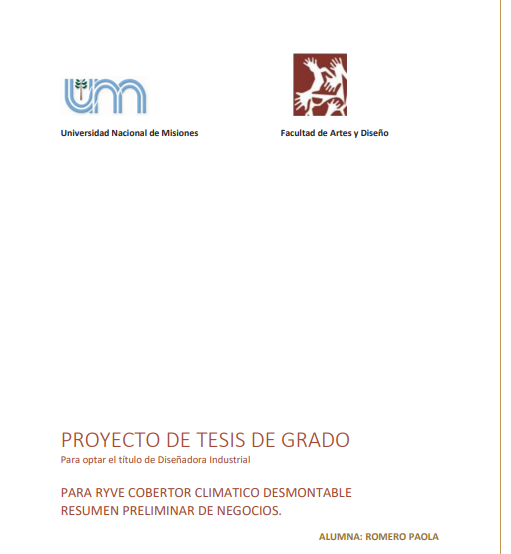 um
Universidad Nacional de Misiones
Facultad de Artes y Diseño
PROYECTO DE TESIS DE GRADO
Para optar el título de Diseñadora Industrial
PARA RYVE COBERTOR CLIMATICO DESMONTABLE
RESUMEN PRELIMINAR DE NEGOCIOS.
ALUMNA: ROMERO PAOLA